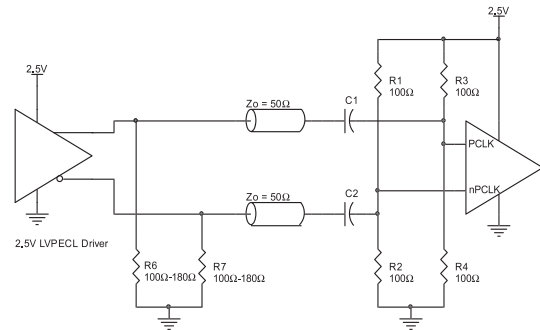 2.5V
2.5V
R1
100Ω
R3
100Ω
Zo = 50Ω
C1
PCLK
nPCLK
Zo = 50Ω
C2
2.5V LVPECL Driver
R6
100Ω-180Ω
R7
100Ω-180Ω
R2
100Ω
R4
100Ω